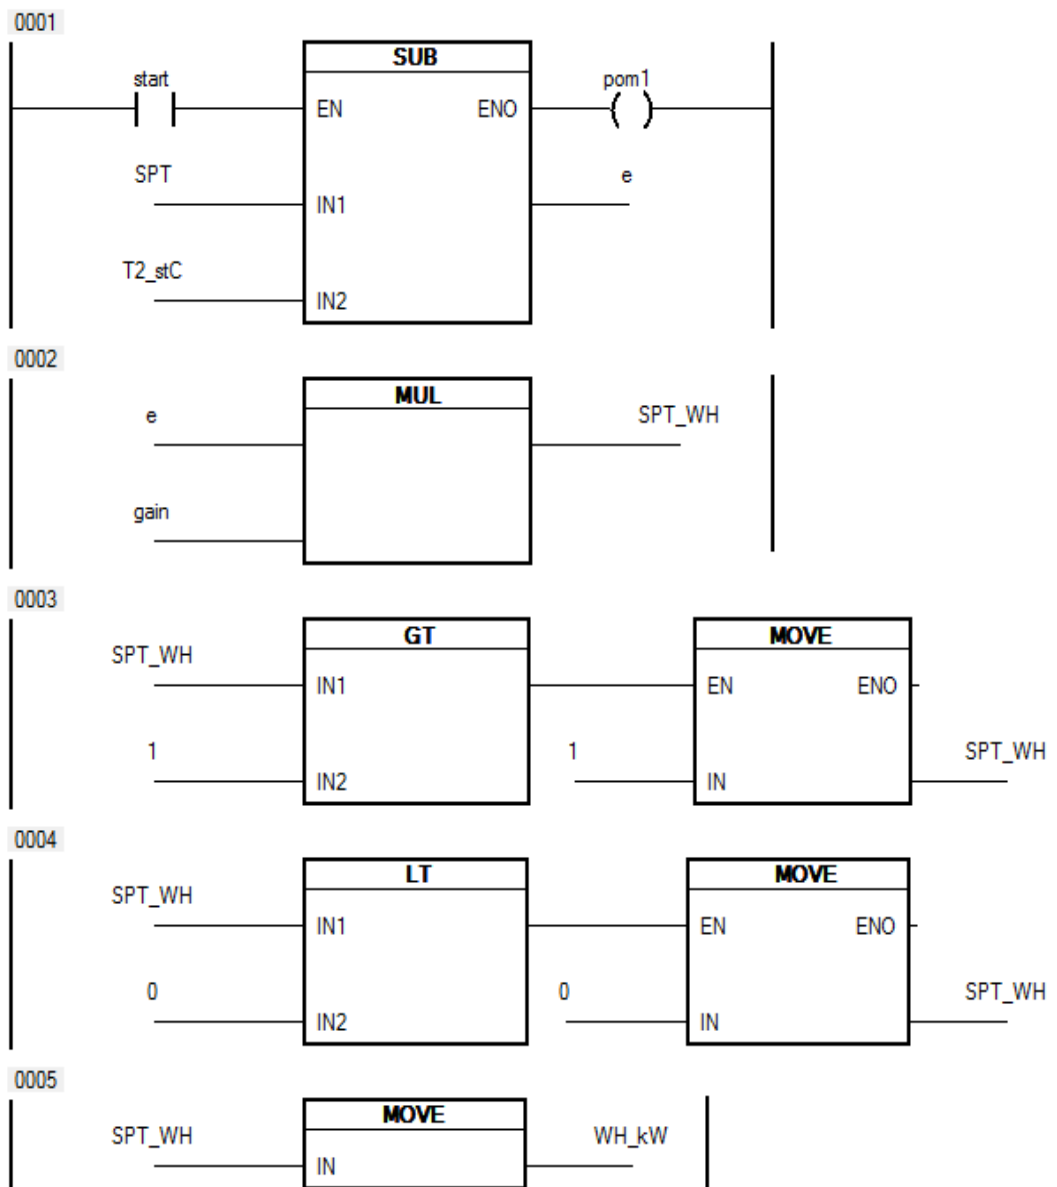 0001
SUB
start
pom1
EN ENO
SPT
e
IN1
T2_stC
IN2
0002
MUL
e
SPT_WH
gain
0003
GT
MOVE
SPT_WH
IN1
EN ENO
1
1
SPT_WH
IN2
IN
0004
LT
MOVE
SPT_WH
IN1
EN ENO
0
0
SPT_WH
IN2
IN
0005
MOVE
SPT_WH
WH_kW
IN